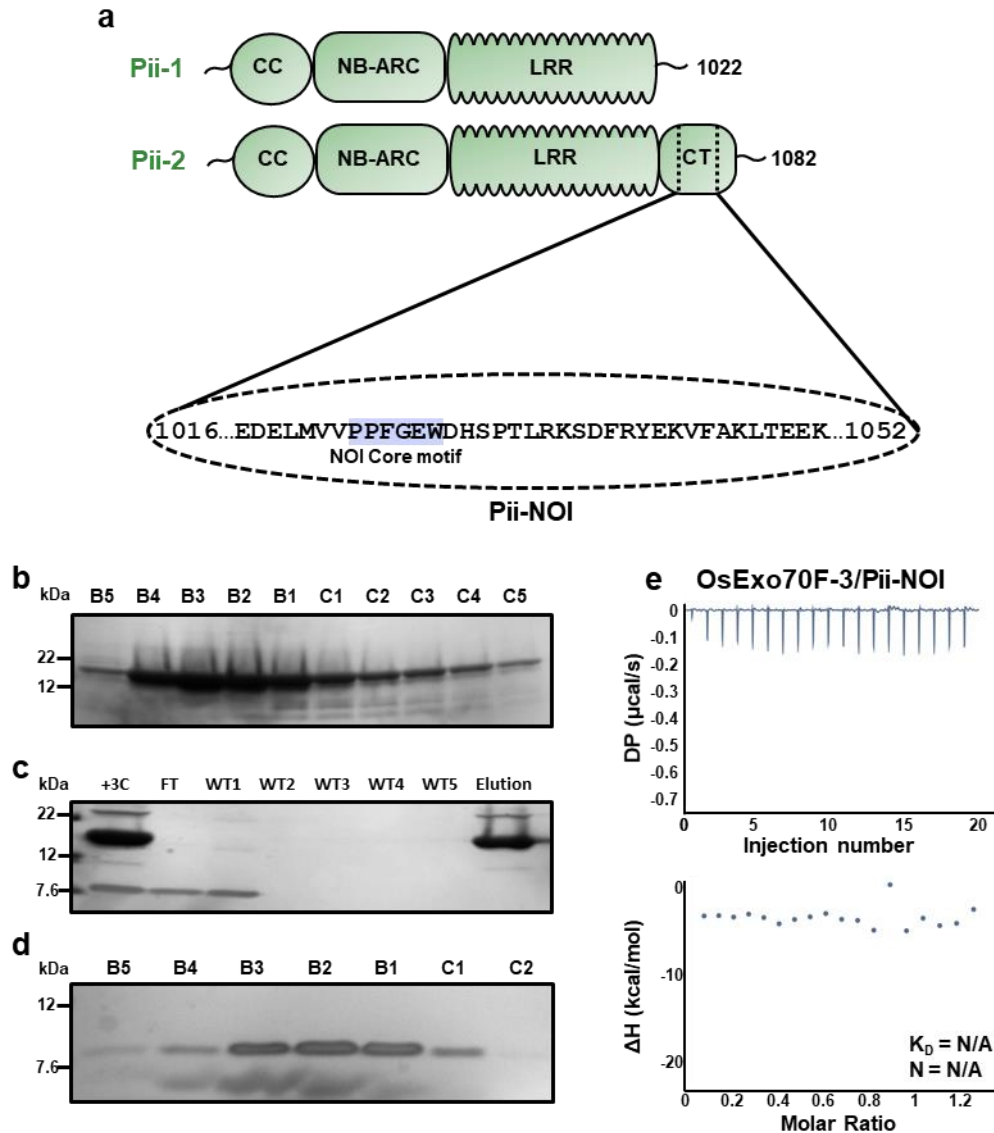 a
Pii-1 CC NB-ARC LRR 1022
Pii-2 CC NB-ARC LRR CT 1082
1016…EDELMVVPPFGEWDHSPTLRKSDFRYEKVFAKLTEEK…1052
NOI Core motif
Pii-NOI
b
kDa B5 B4 B3 B2 B1 C1 C2 C3 C4 C5
22
12
c
kDa +3C FT WT1 WT2 WT3 WT4 WT5 Elution
22
12
7.6
d
kDa B5 B4 B3 B2 B1 C1 C2
12
7.6
e OsExo70F-3/Pii-NOI
0
-0.1
-0.2
-0.3
-0.4
-0.5
-0.6
-0.7
DP (µcal/s)
0 5 10 15 20
Injection number
0
-10
-20
ΔH (kcal/mol)
KD = N/A
N = N/A
0 0.2 0.4 0.6 0.8 1 1.2
Molar Ratio